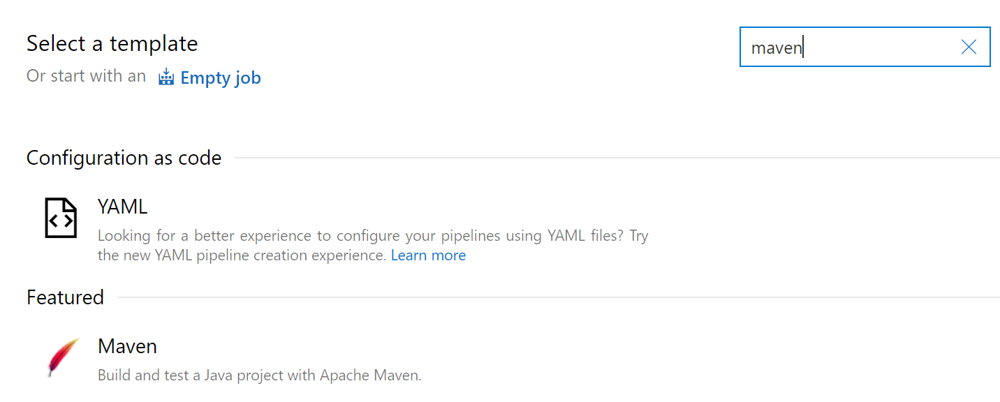 Select a template
maven
Or start with an Empty job
Configuration as code
YAML
Looking for a better experience to configure your pipelines using YAML files? Try
the new YAML pipeline creation experience. Learn more
Featured
Maven
Build and test a Java project with Apache Maven.